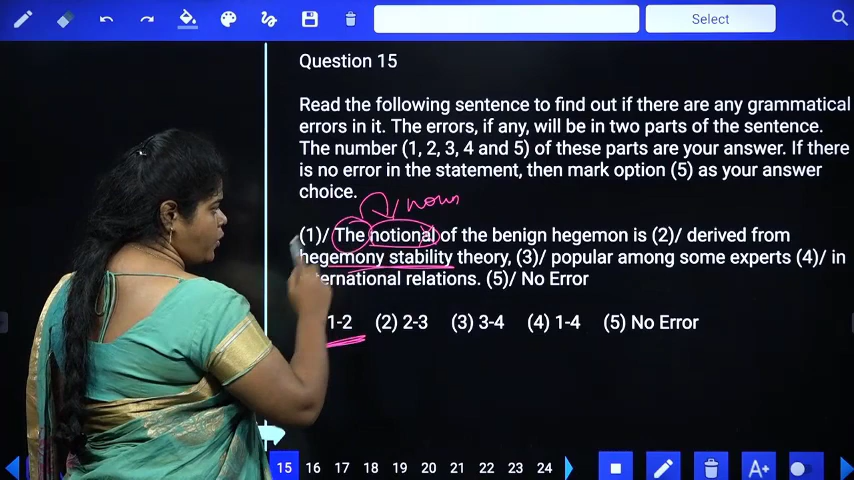 Select
Question 15
Read the following sentence to find out if there are any grammatical
errors in it. The errors, if any, will be in two parts of the sentence.
The number (1, 2, 3, 4 and 5) of these parts are your answer. If there
is no error in the statement, then mark option (5) as your answer
choice.
noun
(1)/ The notional of the benign hegemon is (2)/ derived from
hegemony stability theory, (3)/ popular among some experts (4)/ in
international relations. (5)/ No Error
1-2 (2) 2-3 (3) 3-4 (4) 1-4 (5) No Error
15 16 17 18 19 20 21 22 23 24
A+